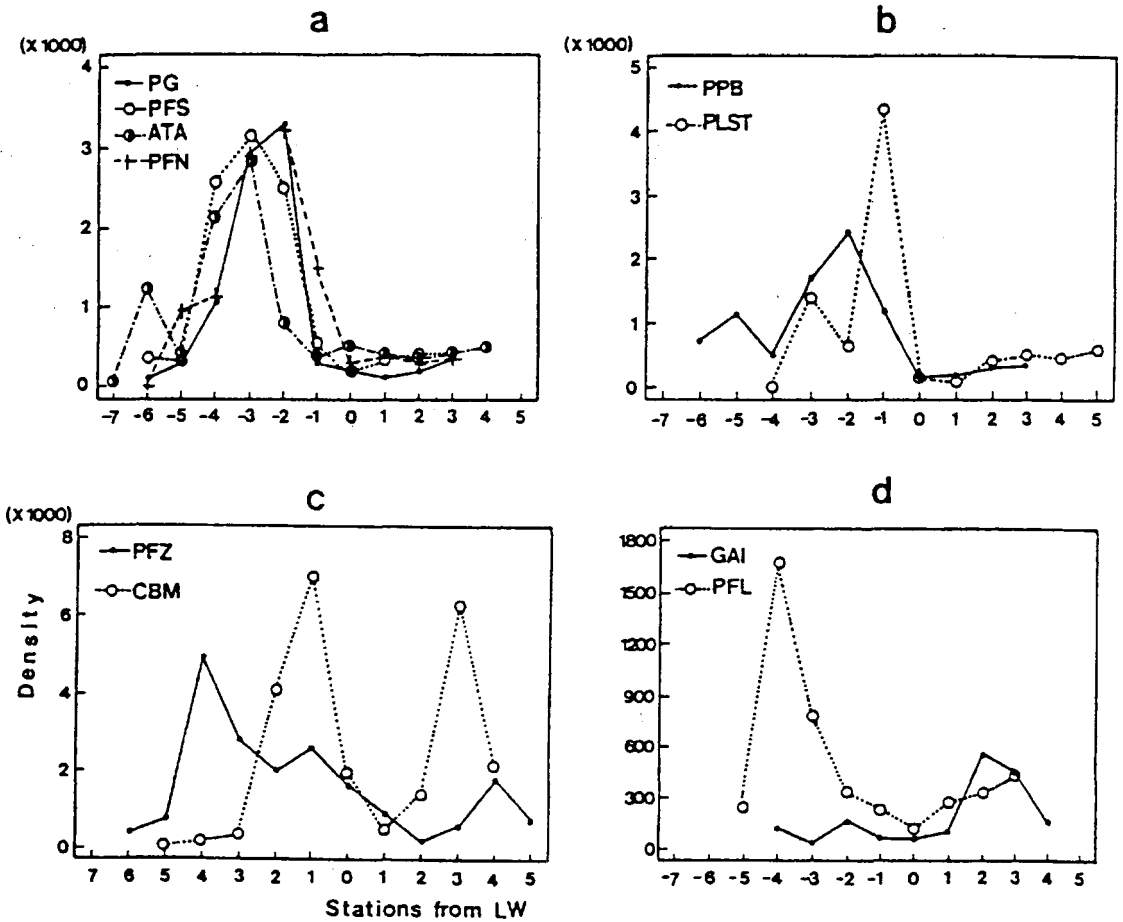 a
(X 1000)
4
3
2
1
0
PG
PFS
ATA
PFN
-7 -6 -5 -4 -3 -2 -1 0 1 2 3 4 5
b
(X 1000)
5
4
3
2
1
0
PPB
PLST
-7 -6 -5 -4 -3 -2 -1 0 1 2 3 4 5
c
(X 1000)
8
6
4
2
0
PFZ
CBM
7 6 5 4 3 2 1 0 1 2 3 4 5
Density
Stations from LW
d
1800
1500
1200
900
600
300
0
GAI
PFL
-7 -6 -5 -4 -3 -2 -1 0 1 2 3 4 5